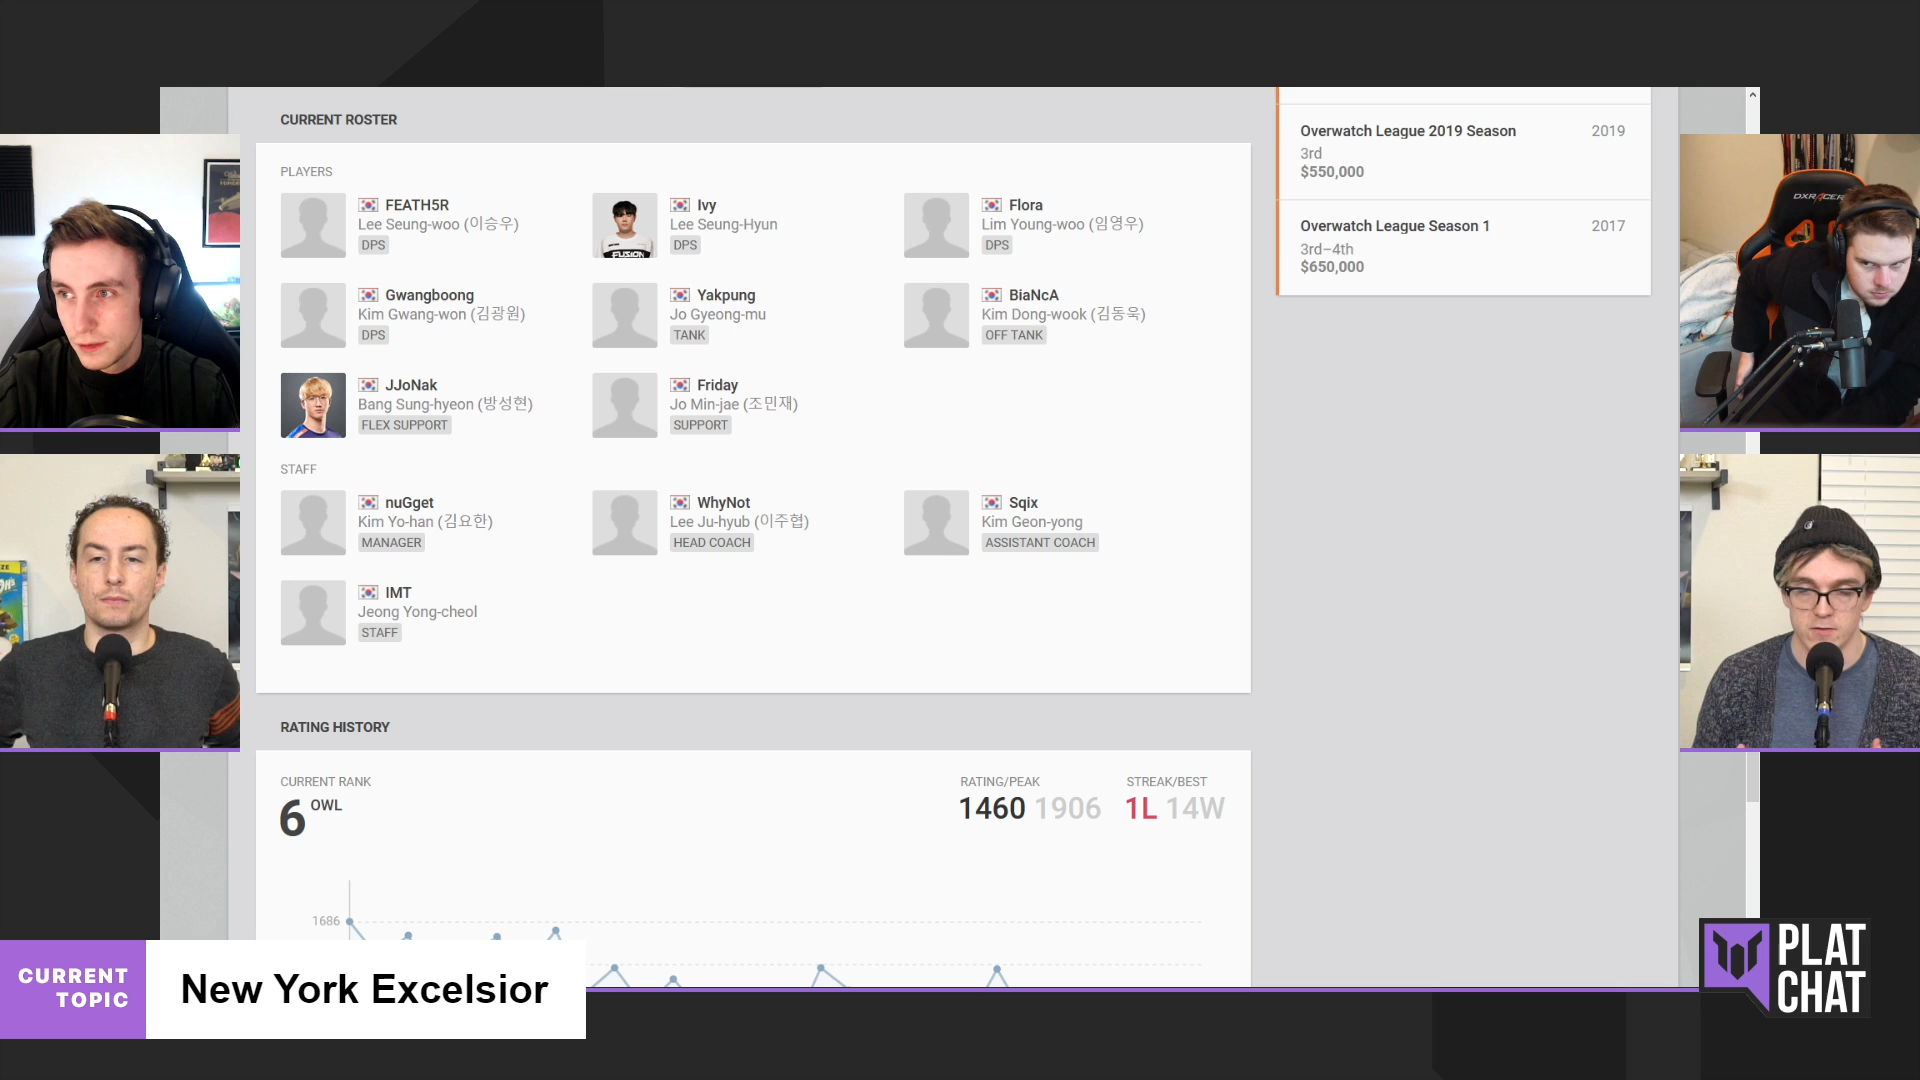 CURRENT ROSTER
PLAYERS
FEATH5R
Lee Seung-woo (이승우)
DPS
Ivy
Lee Seung-Hyun
DPS
FUSION
Flora
Lim Young-woo (임영우)
DPS
Gwangboong
Kim Gwang-won (김광원)
DPS
Yakpung
Jo Gyeong-mu
TANK
BiaNcA
Kim Dong-wook (김동욱)
OFF TANK
JJoNak
Bang Sung-hyeon (방성현)
FLEX SUPPORT
Friday
Jo Min-jae (조민재)
SUPPORT
STAFF
nuGget
Kim Yo-han (김요한)
MANAGER
WhyNot
Lee Ju-hyub (이주협)
HEAD COACH
Sqix
Kim Geon-yong
ASSISTANT COACH
IMT
Jeong Yong-cheol
STAFF
Overwatch League 2019 Season 2019
3rd
$550,000
Overwatch League Season 1 2017
3rd–4th
$650,000
DXRACER
RATING HISTORY
CURRENT RANK
6 OWL
RATING/PEAK
1460 1906
STREAK/BEST
1L 14W
1686
CURRENT
TOPIC
New York Excelsior
PLAT
CHAT